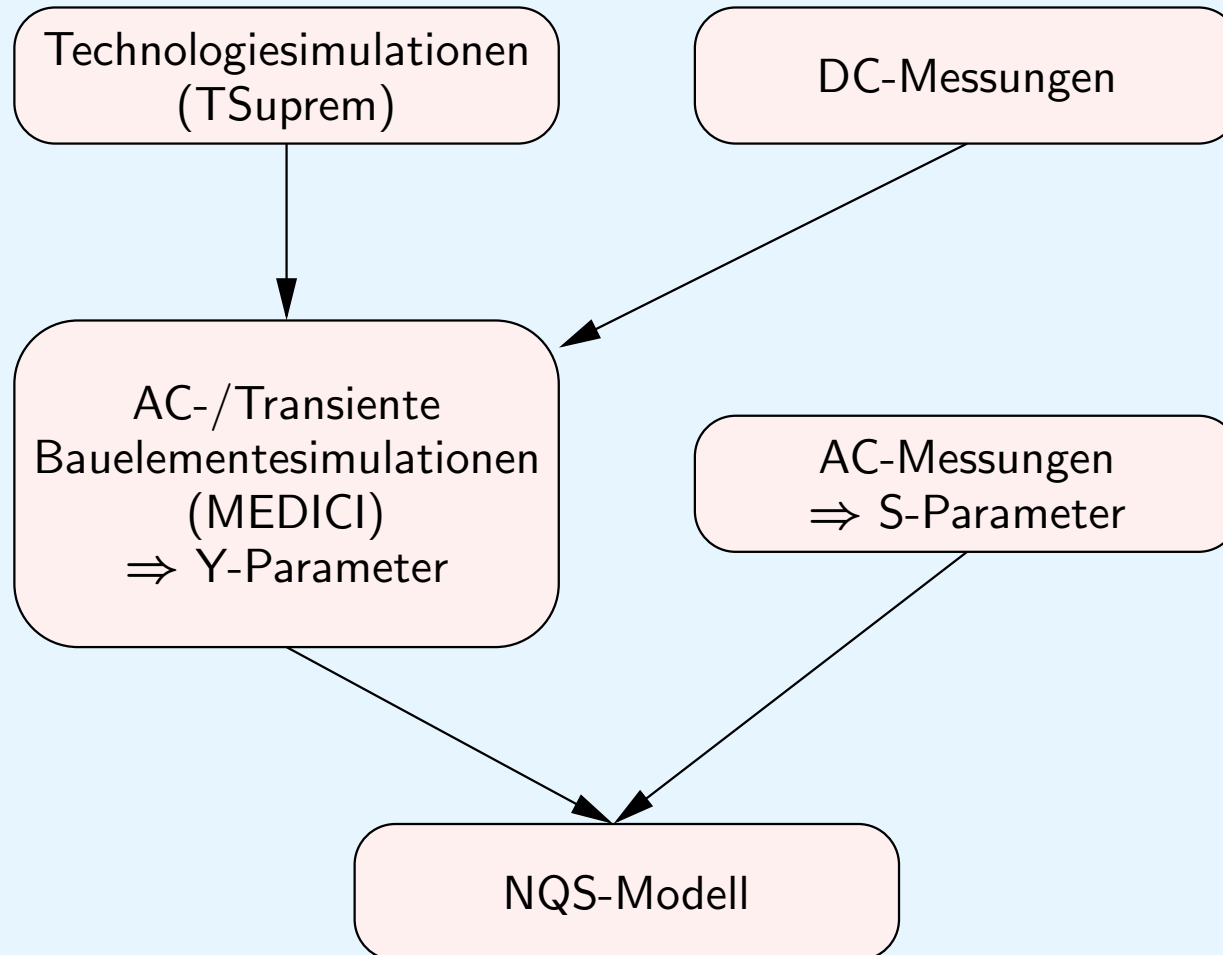 Technologiesimulationen
(TSuprem)
DC-Messungen
AC-/Transiente
Bauelementesimulationen
(MEDICI)
⇒ Y-Parameter
AC-Messungen
⇒ S-Parameter
NQS-Modell